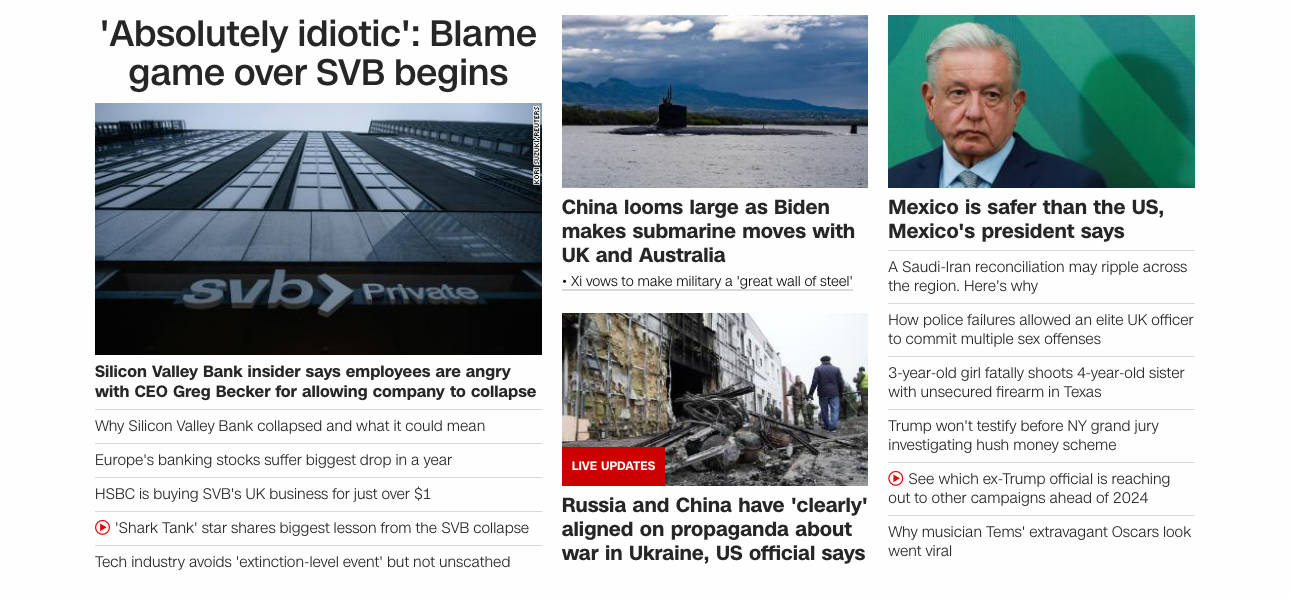 'Absolutely idiotic': Blame
game over SVB begins
KORI SUZUKI/REUTERS
svb Private
Silicon Valley Bank insider says employees are angry
with CEO Greg Becker for allowing company to collapse
Why Silicon Valley Bank collapsed and what it could mean
Europe's banking stocks suffer biggest drop in a year
HSBC is buying SVB's UK business for just over $1
'Shark Tank' star shares biggest lesson from the SVB collapse
Tech industry avoids 'extinction-level event' but not unscathed
China looms large as Biden
makes submarine moves with
UK and Australia
• Xi vows to make military a 'great wall of steel'
LIVE UPDATES
Russia and China have 'clearly'
aligned on propaganda about
war in Ukraine, US official says
Mexico is safer than the US,
Mexico's president says
A Saudi-Iran reconciliation may ripple across
the region. Here's why
How police failures allowed an elite UK officer
to commit multiple sex offenses
3-year-old girl fatally shoots 4-year-old sister
with unsecured firearm in Texas
Trump won't testify before NY grand jury
investigating hush money scheme
See which ex-Trump official is reaching
out to other campaigns ahead of 2024
Why musician Tems' extravagant Oscars look
went viral